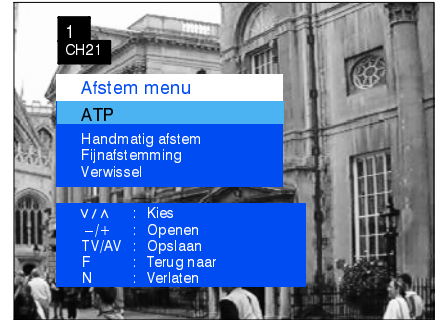 1
CH21
Afstem menu
ATP
Handmatig afstem
Fijnafstemming
Verwissel
∨ / ∧ : Kies
−/+ : Openen
TV/AV : Opslaan
F : Terug naar
N : Verlaten